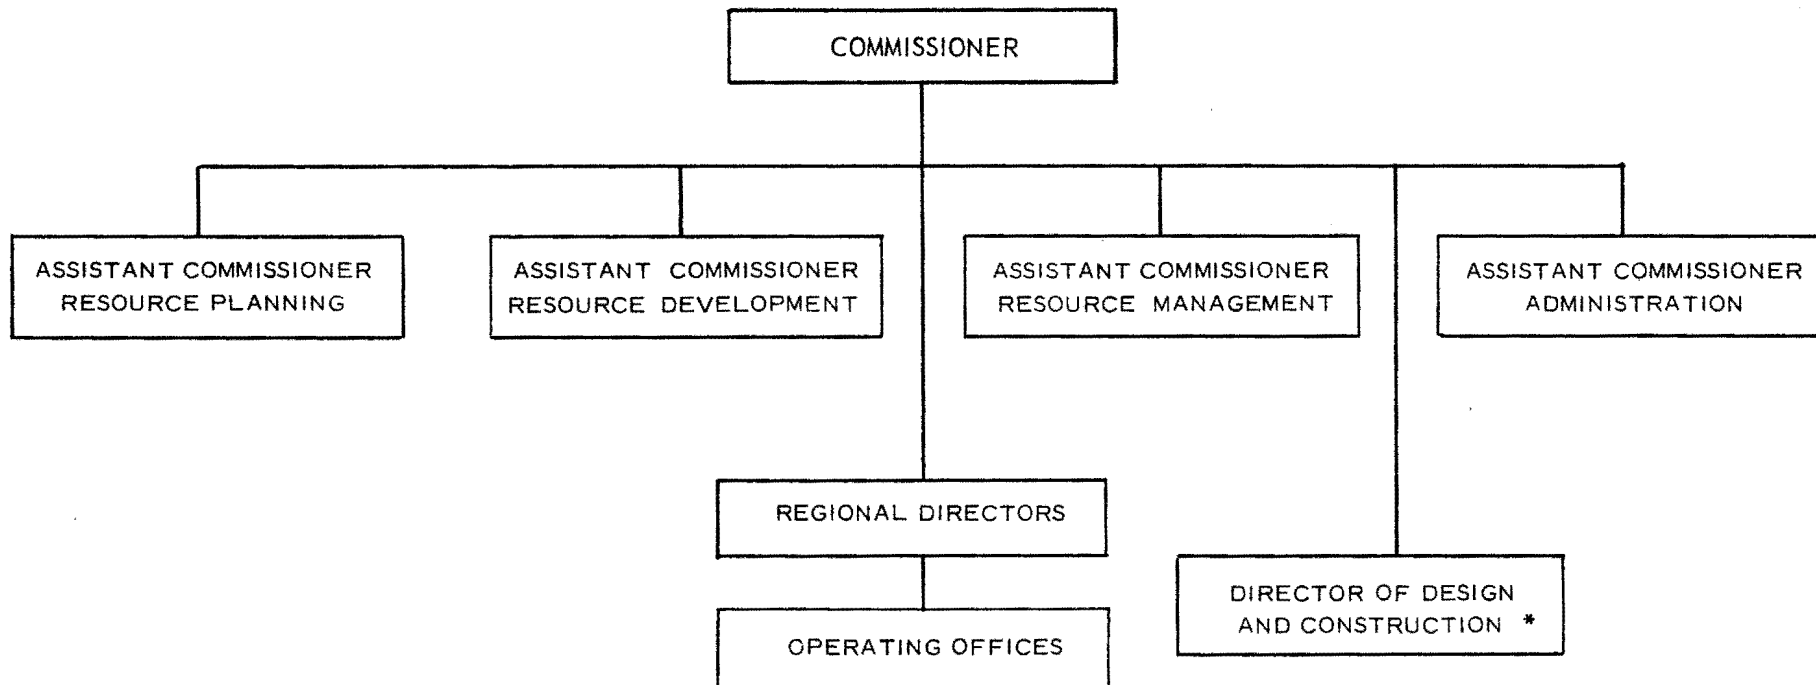 COMMISSIONER
ASSISTANT COMMISSIONER
RESOURCE PLANNING
ASSISTANT COMMISSIONER
RESOURCE DEVELOPMENT
ASSISTANT COMMISSIONER
RESOURCE MANAGEMENT
ASSISTANT COMMISSIONER
ADMINISTRATION
REGIONAL DIRECTORS
OPERATING OFFICES
DIRECTOR OF DESIGN
AND CONSTRUCTION *